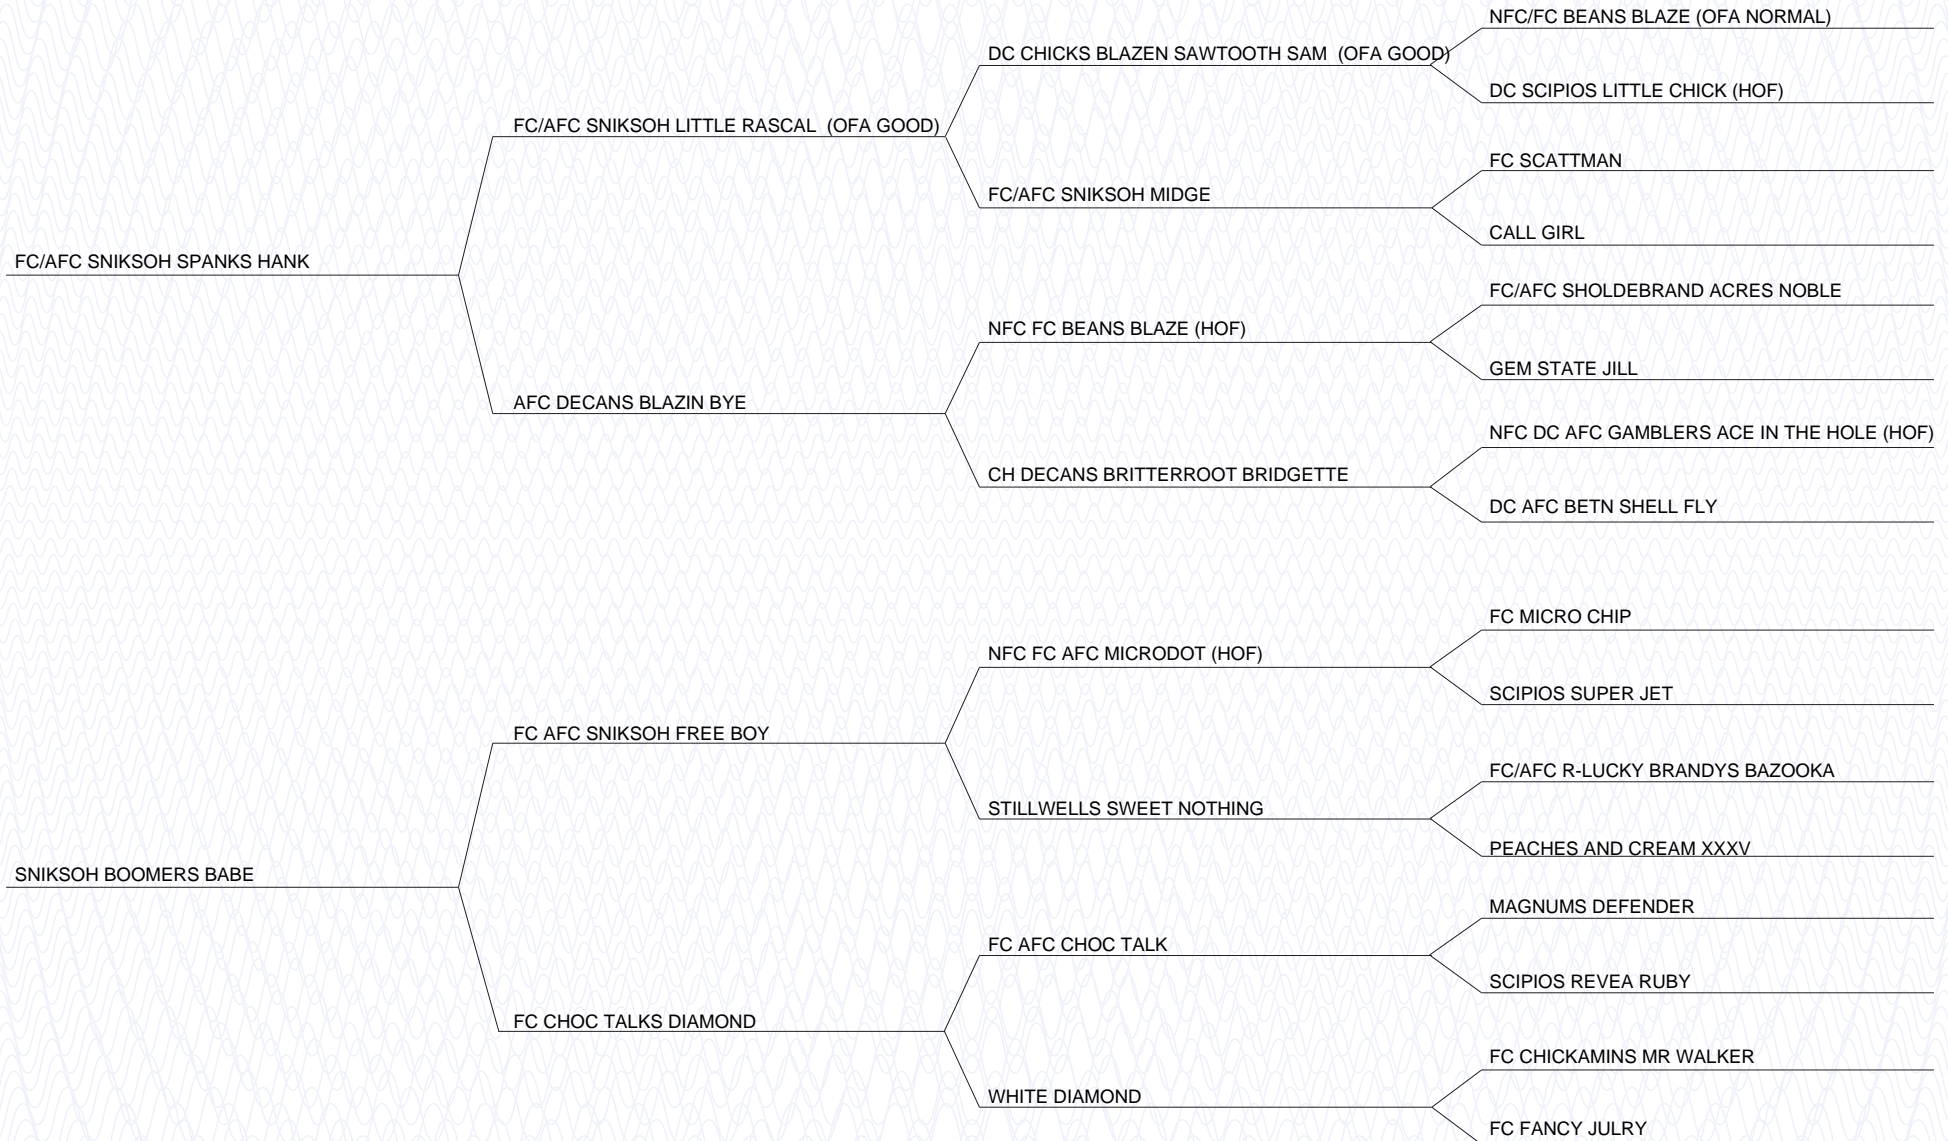 NFC/FC BEANS BLAZE (OFA NORMAL)
DC CHICKS BLAZEN SAWTOOTH SAM (OFA GOOD)
DC SCIPIOS LITTLE CHICK (HOF)
FC/AFC SNIKSOH LITTLE RASCAL (OFA GOOD)
FC SCATTMAN
FC/AFC SNIKSOH MIDGE
CALL GIRL
FC/AFC SNIKSOH SPANKS HANK
FC/AFC SHOLDEBRAND ACRES NOBLE
NFC FC BEANS BLAZE (HOF)
GEM STATE JILL
AFC DECANS BLAZIN BYE
NFC DC AFC GAMBLERS ACE IN THE HOLE (HOF)
CH DECANS BRITTERROOT BRIDGETTE
DC AFC BETN SHELL FLY
FC MICRO CHIP
NFC FC AFC MICRODOT (HOF)
SCIPIOS SUPER JET
FC AFC SNIKSOH FREE BOY
FC/AFC R-LUCKY BRANDYS BAZOOKA
STILLWELLS SWEET NOTHING
PEACHES AND CREAM XXXV
SNIKSOH BOOMERS BABE
MAGNUMS DEFENDER
FC AFC CHOC TALK
SCIPIOS REVEA RUBY
FC CHOC TALKS DIAMOND
FC CHICKAMINS MR WALKER
WHITE DIAMOND
FC FANCY JULRY